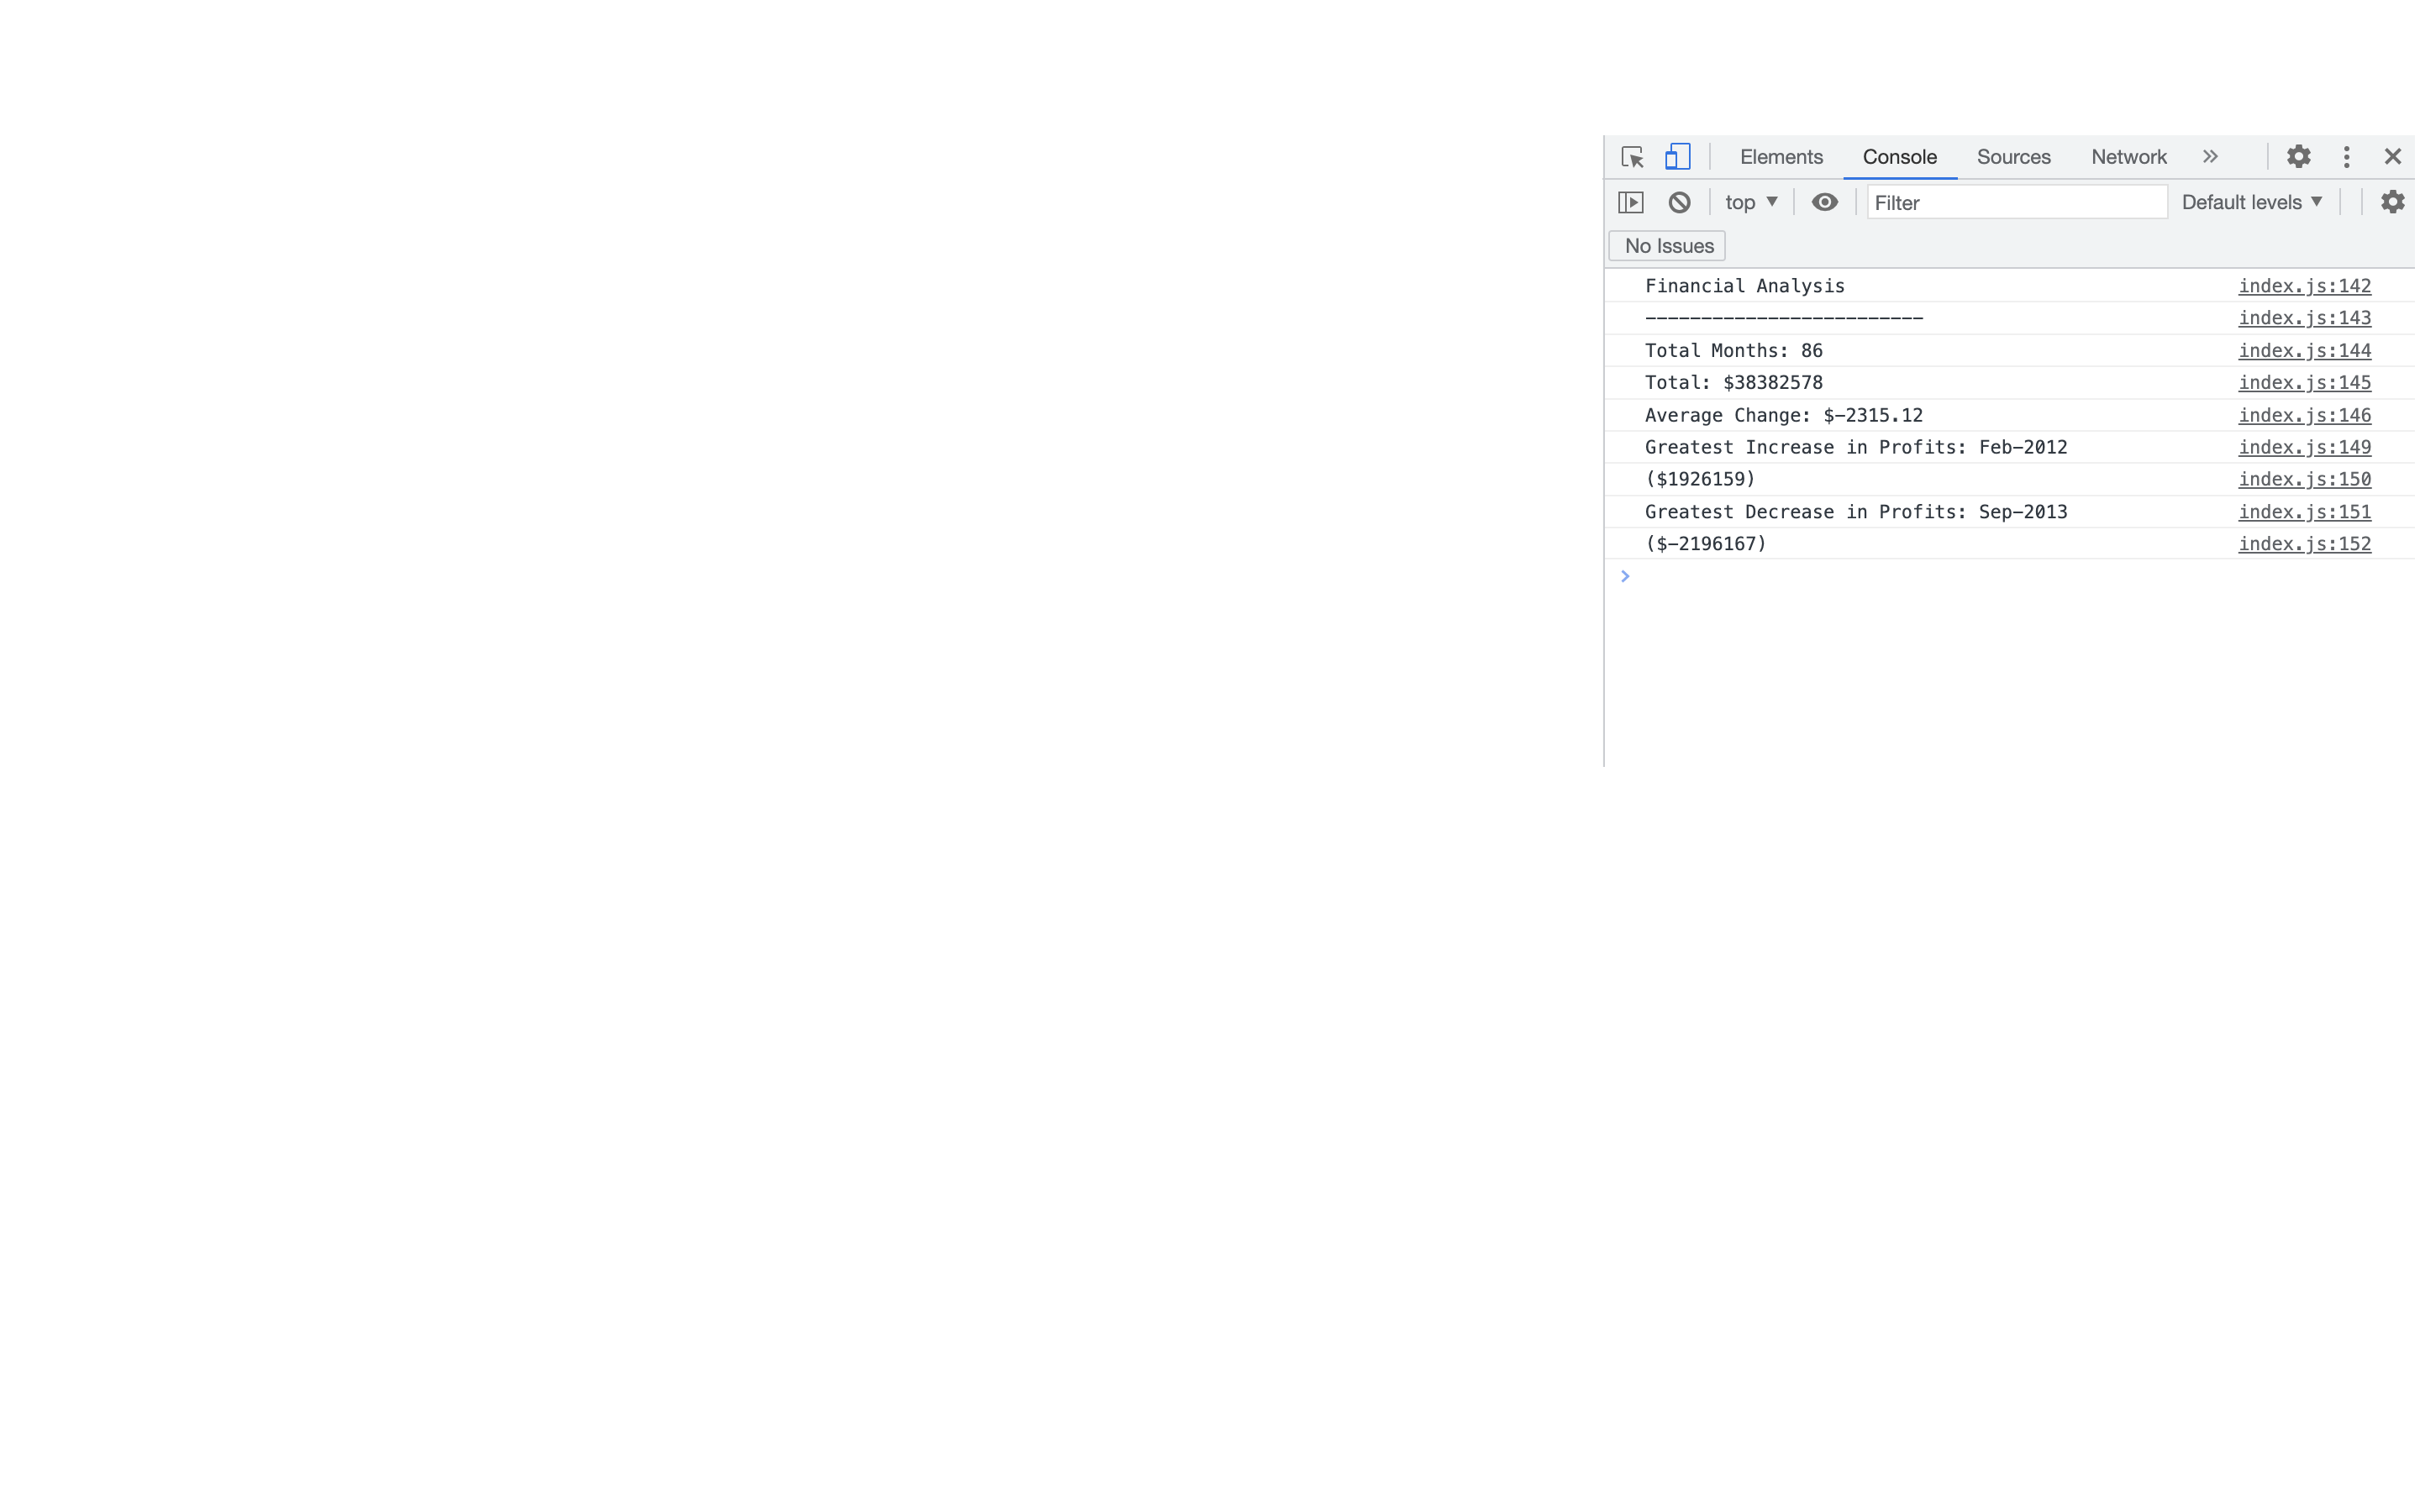 Elements Console Sources Network
top Filter Default levels
No Issues
Financial Analysis index.js:142
------------------------- index.js:143
Total Months: 86 index.js:144
Total: $38382578 index.js:145
Average Change: $-2315.12 index.js:146
Greatest Increase in Profits: Feb-2012 index.js:149
($1926159) index.js:150
Greatest Decrease in Profits: Sep-2013 index.js:151
($-2196167) index.js:152